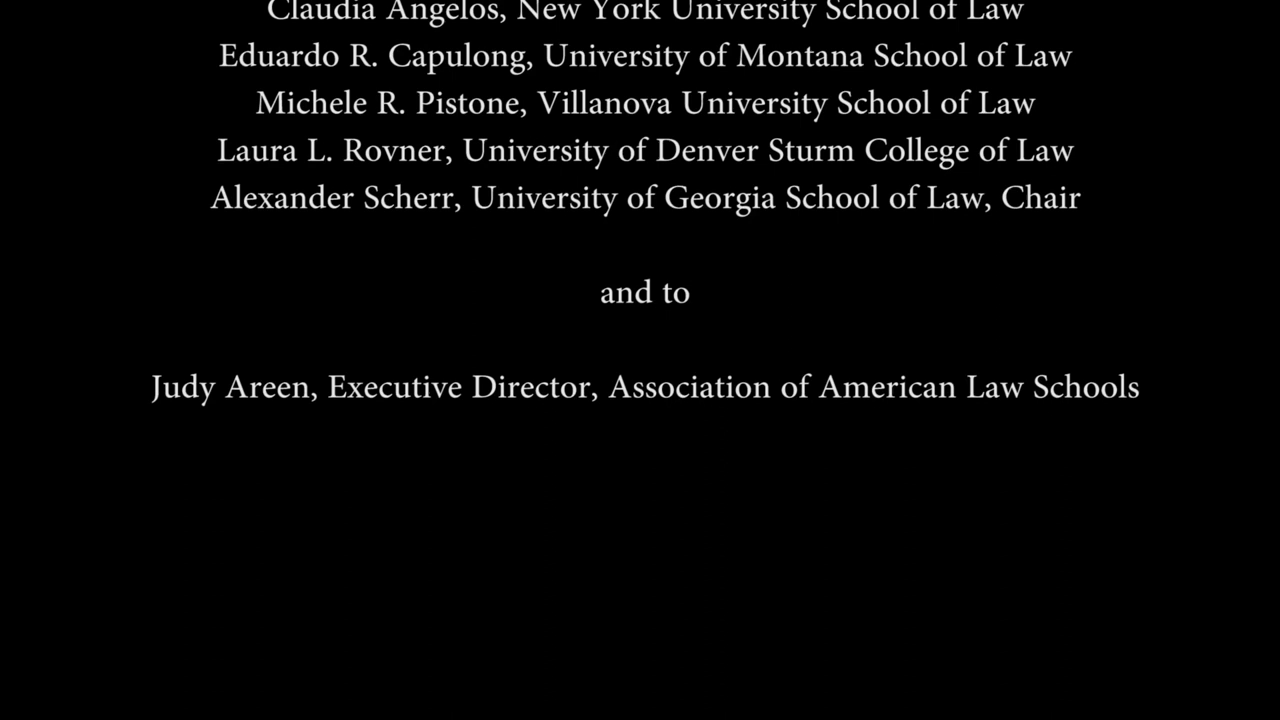 Claudia Angelos, New York University School of Law
Eduardo R. Capulong, University of Montana School of Law
Michele R. Pistone, Villanova University School of Law
Laura L. Rovner, University of Denver Sturm College of Law
Alexander Scherr, University of Georgia School of Law, Chair
and to
Judy Areen, Executive Director, Association of American Law Schools